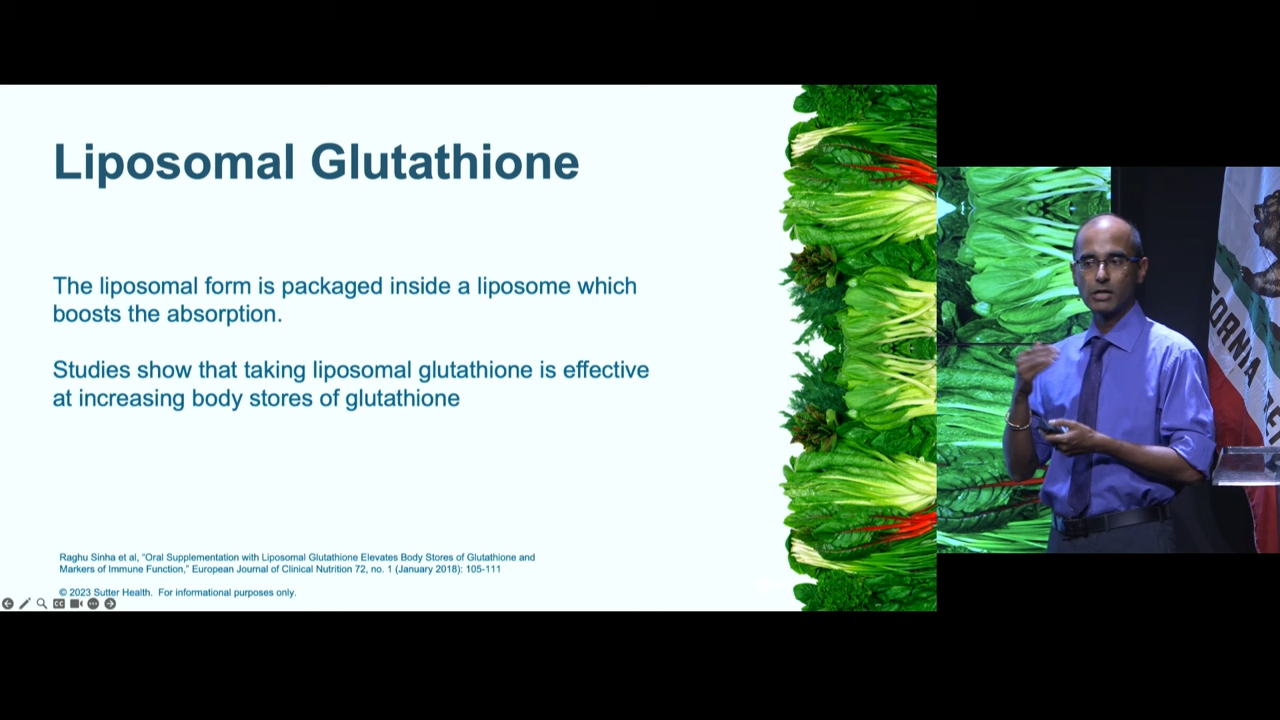 Liposomal Glutathione
The liposomal form is packaged inside a liposome which
boosts the absorption.
Studies show that taking liposomal glutathione is effective
at increasing body stores of glutathione
Raghu Sinha et al, “Oral Supplementation with Liposomal Glutathione Elevates Body Stores of Glutathione and
Markers of Immune Function,” European Journal of Clinical Nutrition 72, no. 1 (January 2018): 105-111
© 2023 Sutter Health. For informational purposes only.